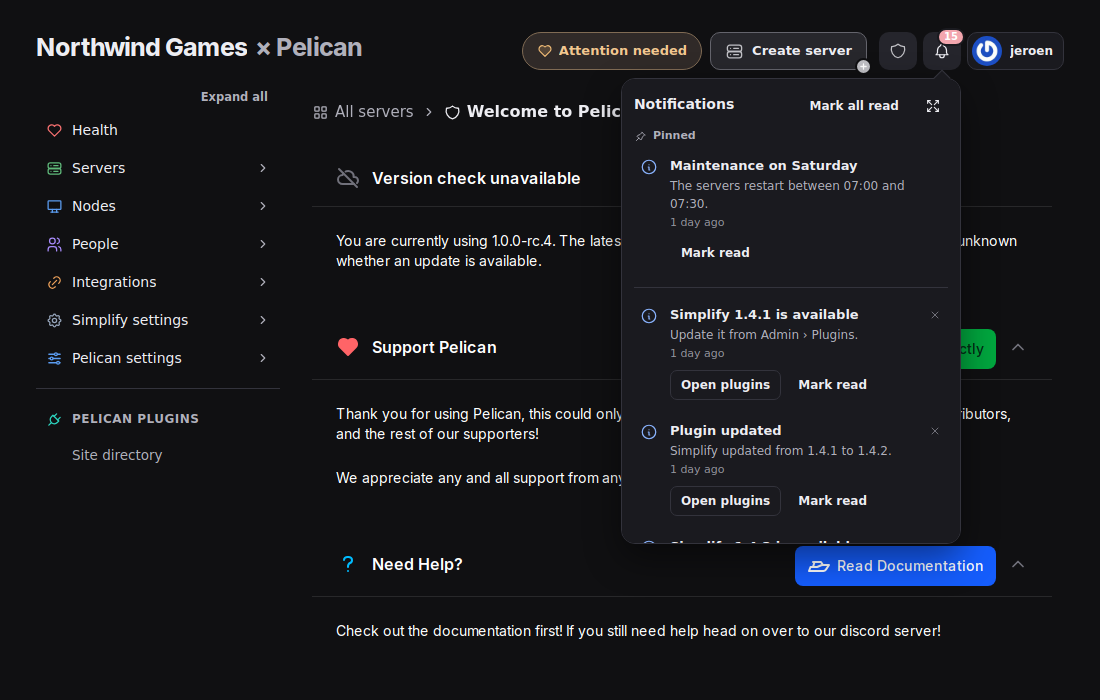 Northwind Games × Pelican
Attention needed
Create server
15
jeroen
Expand all
Health
Servers
Nodes
People
Integrations
Simplify settings
Pelican settings
PELICAN PLUGINS
Site directory
All servers
Welcome to Pelic
Version check unavailable
You are currently using 1.0.0-rc.4. The lates
unknown
whether an update is available.
Support Pelican
ctly
Thank you for using Pelican, this could only
ributors,
and the rest of our supporters!
We appreciate any and all support from any
Need Help?
Read Documentation
Check out the documentation first! If you still need help head on over to our discord server!
Notifications
Mark all read
Pinned
Maintenance on Saturday
The servers restart between 07:00 and
07:30.
1 day ago
Mark read
Simplify 1.4.1 is available
Update it from Admin › Plugins.
1 day ago
Open plugins
Mark read
Plugin updated
Simplify updated from 1.4.1 to 1.4.2.
1 day ago
Open plugins
Mark read